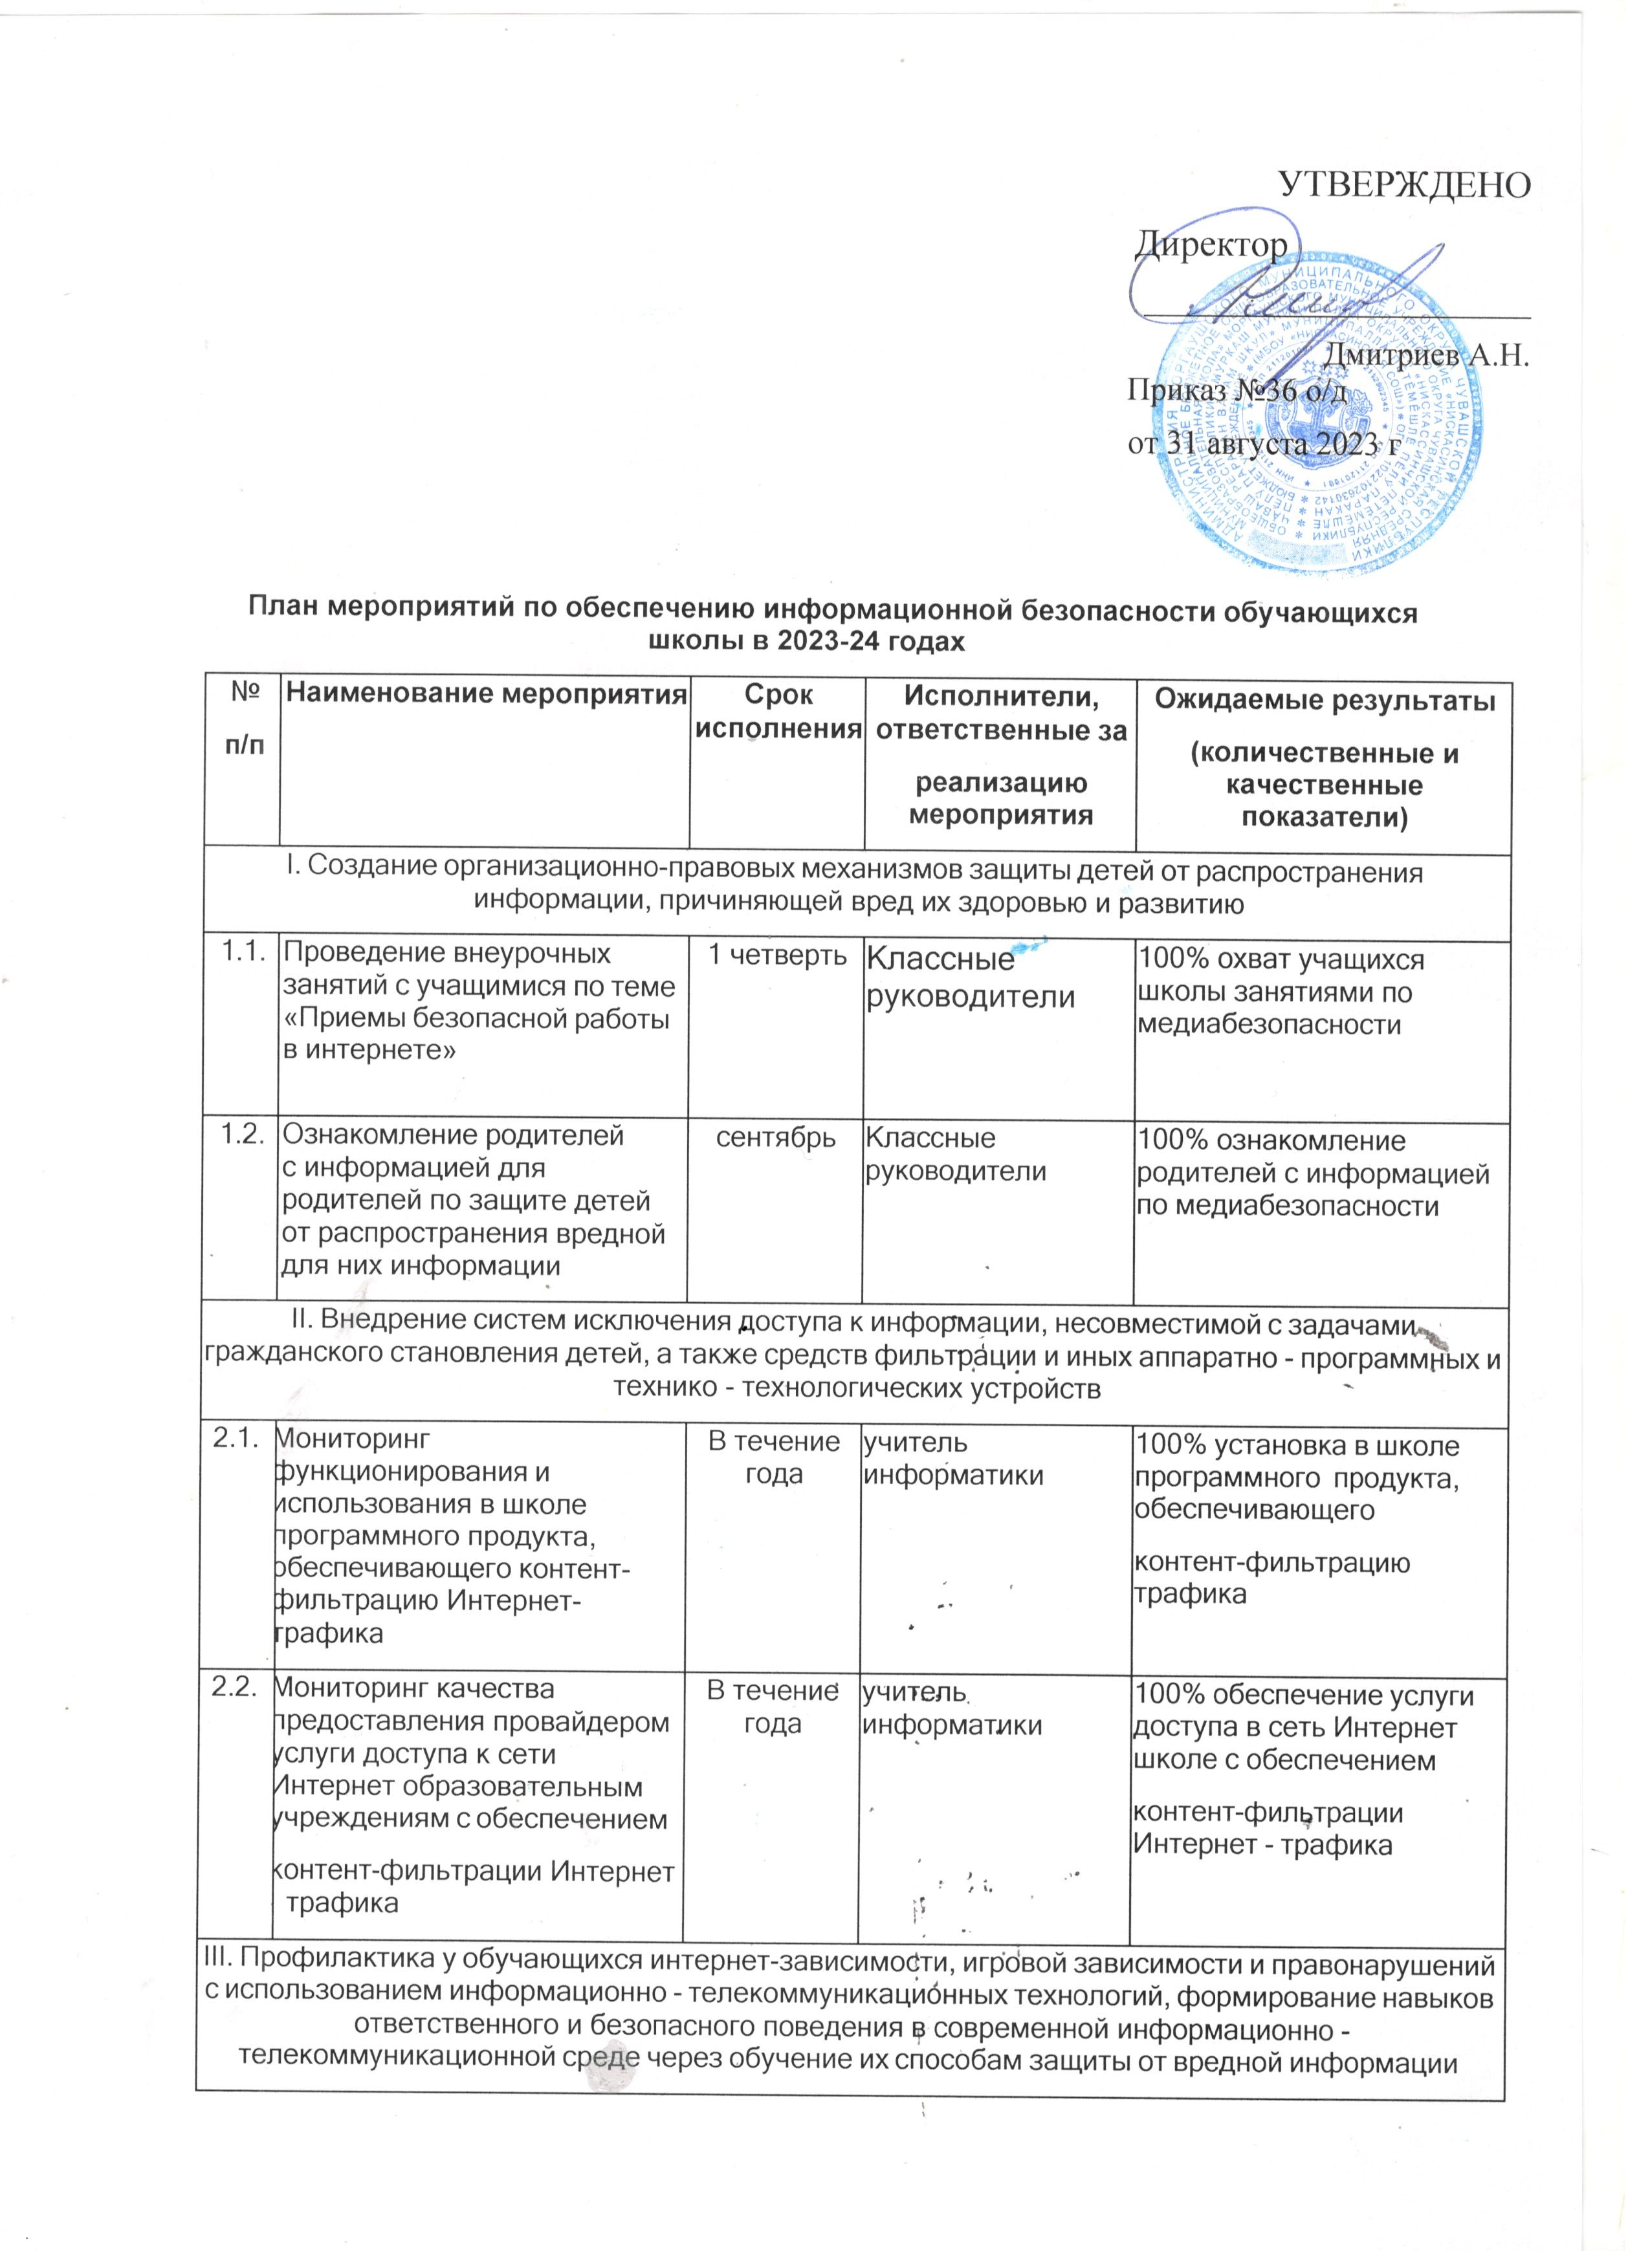 УТВЕРЖДЕНО
Директор
Дмитриев А.Н.
Приказ №36 о/д
от 31 августа 2023 г
План мероприятий по обеспечению информационной безопасности обучающихся
школы в 2023-24 годах
№
п/п
Наименование мероприятия
Срок
исполнения
Исполнители,
ответственные за
реализацию
мероприятия
Ожидаемые результаты
(количественные и
качественные
показатели)
I. Создание организационно-правовых механизмов защиты детей от распространения
информации, причиняющей вред их здоровью и развитию
1.1.
Проведение внеурочных
занятий с учащимися по теме
«Приемы безопасной работы
в интернете»
1 четверть
Классные
руководители
100% охват учащихся
школы занятиями по
медиабезопасности
1.2.
Ознакомление родителей
с информацией для
родителей по защите детей
от распространения вредной
для них информации
сентябрь
Классные
руководители
100% ознакомление
родителей с информацией
по медиабезопасности
II. Внедрение систем исключения доступа к информации, несовместимой с задачами
гражданского становления детей, а также средств фильтрации и иных аппаратно - программных и
технико - технологических устройств
2.1.
Мониторинг
функционирования и
использования в школе
программного продукта,
обеспечивающего контент-
фильтрацию Интернет-
трафика
В течение
года
учитель
информатики
100% установка в школе
программного продукта,
обеспечивающего
контент-фильтрацию
трафика
2.2.
Мониторинг качества
предоставления провайдером
услуги доступа к сети
Интернет образовательным
учреждениям с обеспечением
контент-фильтрации Интернет
трафика
В течение
года
учитель
информатики
100% обеспечение услуги
доступа в сеть Интернет
школе с обеспечением
контент-фильтрации
Интернет - трафика
III. Профилактика у обучающихся интернет-зависимости, игровой зависимости и правонарушений
с использованием информационно - телекоммуникационных технологий, формирование навыков
ответственного и безопасного поведения в современной информационно -
телекоммуникационной среде через обучение их способам защиты от вредной информации